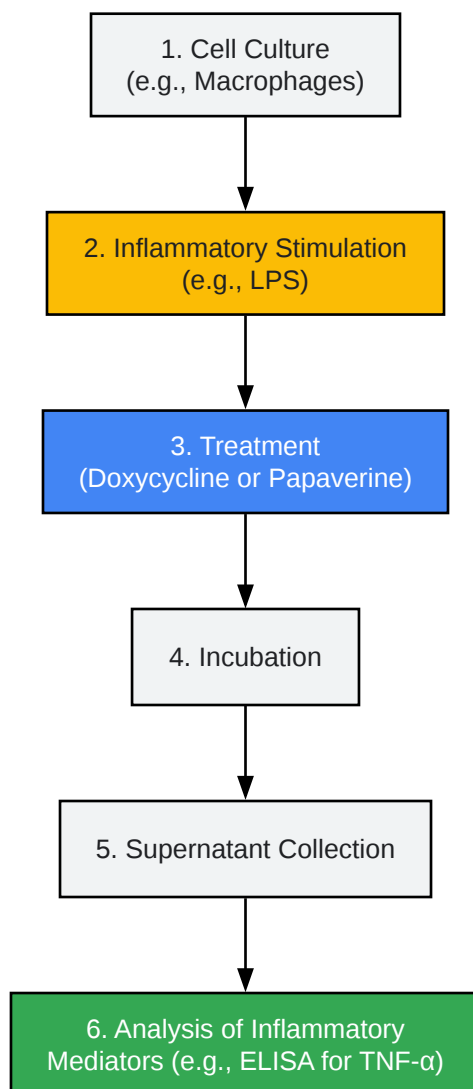 1. Cell Culture
(e.g., Macrophages)
2. Inflammatory Stimulation
(e.g., LPS)
3. Treatment
(Doxycycline or Papaverine)
4. Incubation
5. Supernatant Collection
6. Analysis of Inflammatory
Mediators (e.g., ELISA for TNF-α)